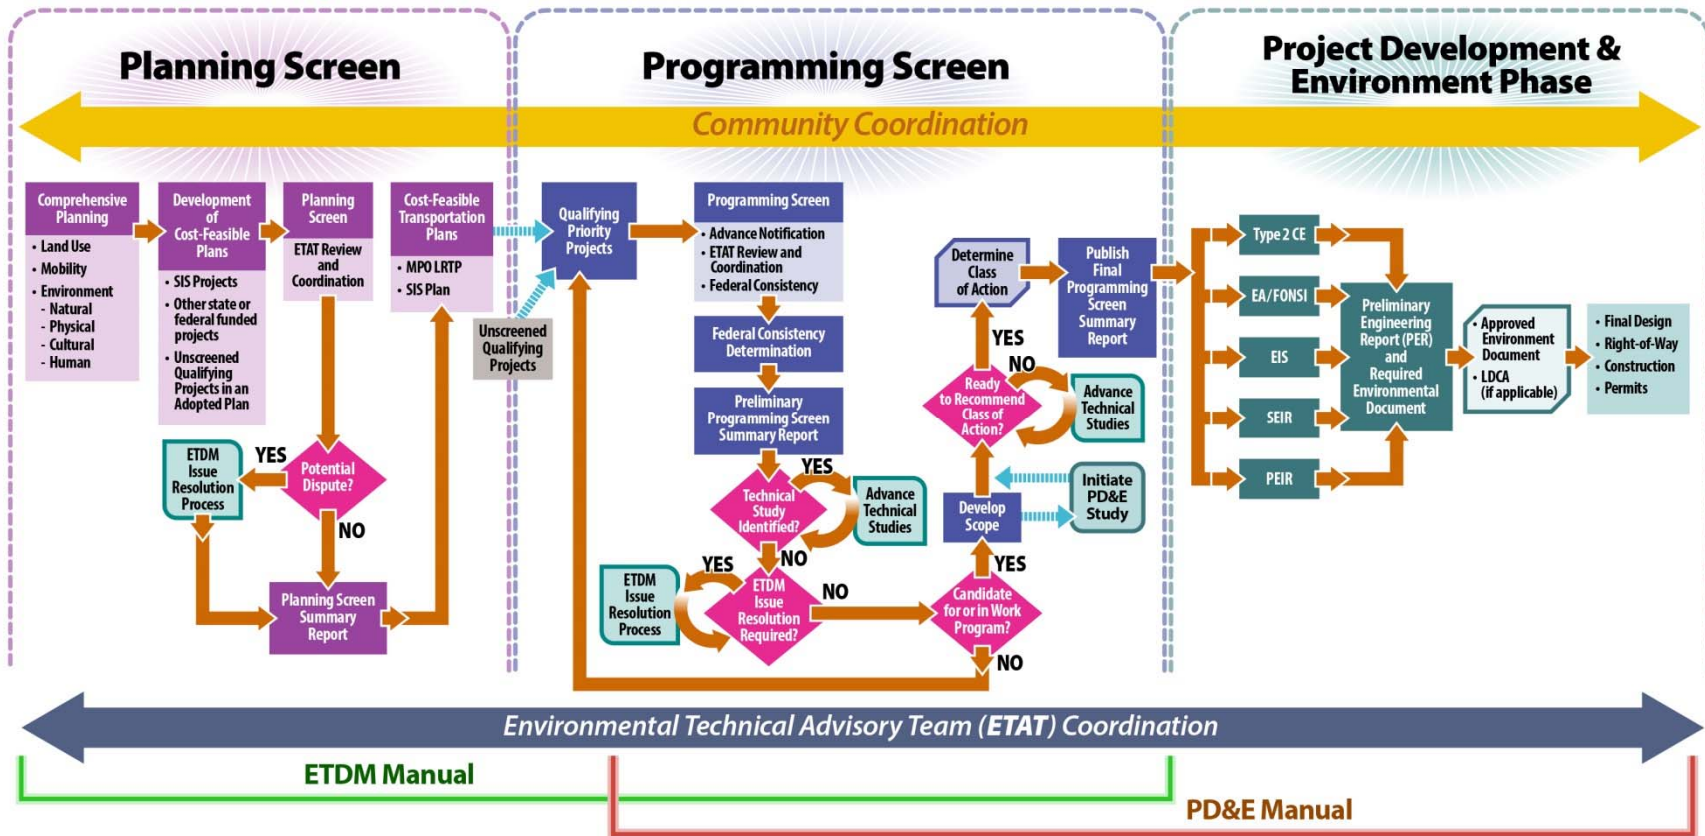 Planning Screen
Programming Screen
Project Development &
Environment Phase
Community Coordination
Comprehensive
Planning
• Land Use
• Mobility
• Environment
- Natural
- Physical
- Cultural
- Human
Development
of
Cost-Feasible
Plans
• SIS Projects
• Other state or
federal funded
projects
• Unscreened
Qualifying
Projects in an
Adopted Plan
Planning
Screen
ETAT Review
and
Coordination
Cost-Feasible
Transportation
Plans
• MPO LRTP
• SIS Plan
ETDM
Issue
Resolution
Process
YES
Potential
Dispute?
NO
Planning Screen
Summary
Report
Qualifying
Priority
Projects
Unscreened
Qualifying
Projects
Programming Screen
• Advance Notification
• ETAT Review and
Coordination
• Federal Consistency
Federal Consistency
Determination
Preliminary
Programming Screen
Summary Report
YES
Technical
Study
Identified?
Advance
Technical
Studies
NO
YES
ETDM
Issue
Resolution
Process
ETDM
Issue
Resolution
Required?
NO
Candidate
for or in Work
Program?
NO
YES
Develop
Scope
Initiate
PD&E
Study
Ready
to Recommend
Class of
Action?
NO
Advance
Technical
Studies
YES
Determine
Class
of Action
Publish
Final
Programming
Screen
Summary
Report
Type 2 CE
EA/FONSI
EIS
SEIR
PEIR
Preliminary
Engineering
Report (PER)
and
Required
Environmental
Document
• Approved
Environment
Document
• LDCA
(if applicable)
• Final Design
• Right-of-Way
• Construction
• Permits
Environmental Technical Advisory Team (ETAT) Coordination
ETDM Manual
PD&E Manual